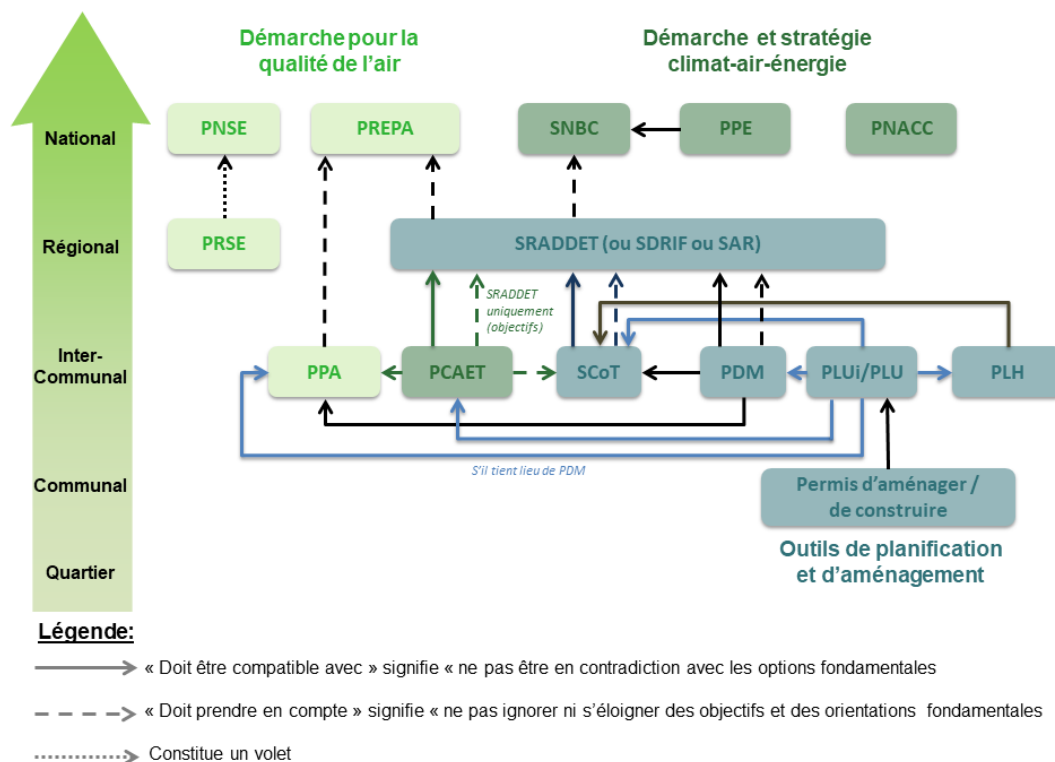 Démarche pour la
qualité de l'air
Démarche et stratégie
climat-air-énergie
National
PNSE
PREPA
SNBC
PPE
PNACC
Régional
PRSE
SRADDET (ou SDRIF ou SAR)
SRADDET
uniquement
(objectifs)
Inter-
Communal
PPA
PCAET
SCoT
PDM
PLUi/PLU
PLH
S'il tient lieu de PDM
Communal
Permis d'aménager /
de construire
Quartier
Outils de planification
et d'aménagement
Légende:
« Doit être compatible avec » signifie « ne pas être en contradiction avec les options fondamentales
« Doit prendre en compte » signifie « ne pas ignorer ni s'éloigner des objectifs et des orientations fondamentales
Constitue un volet